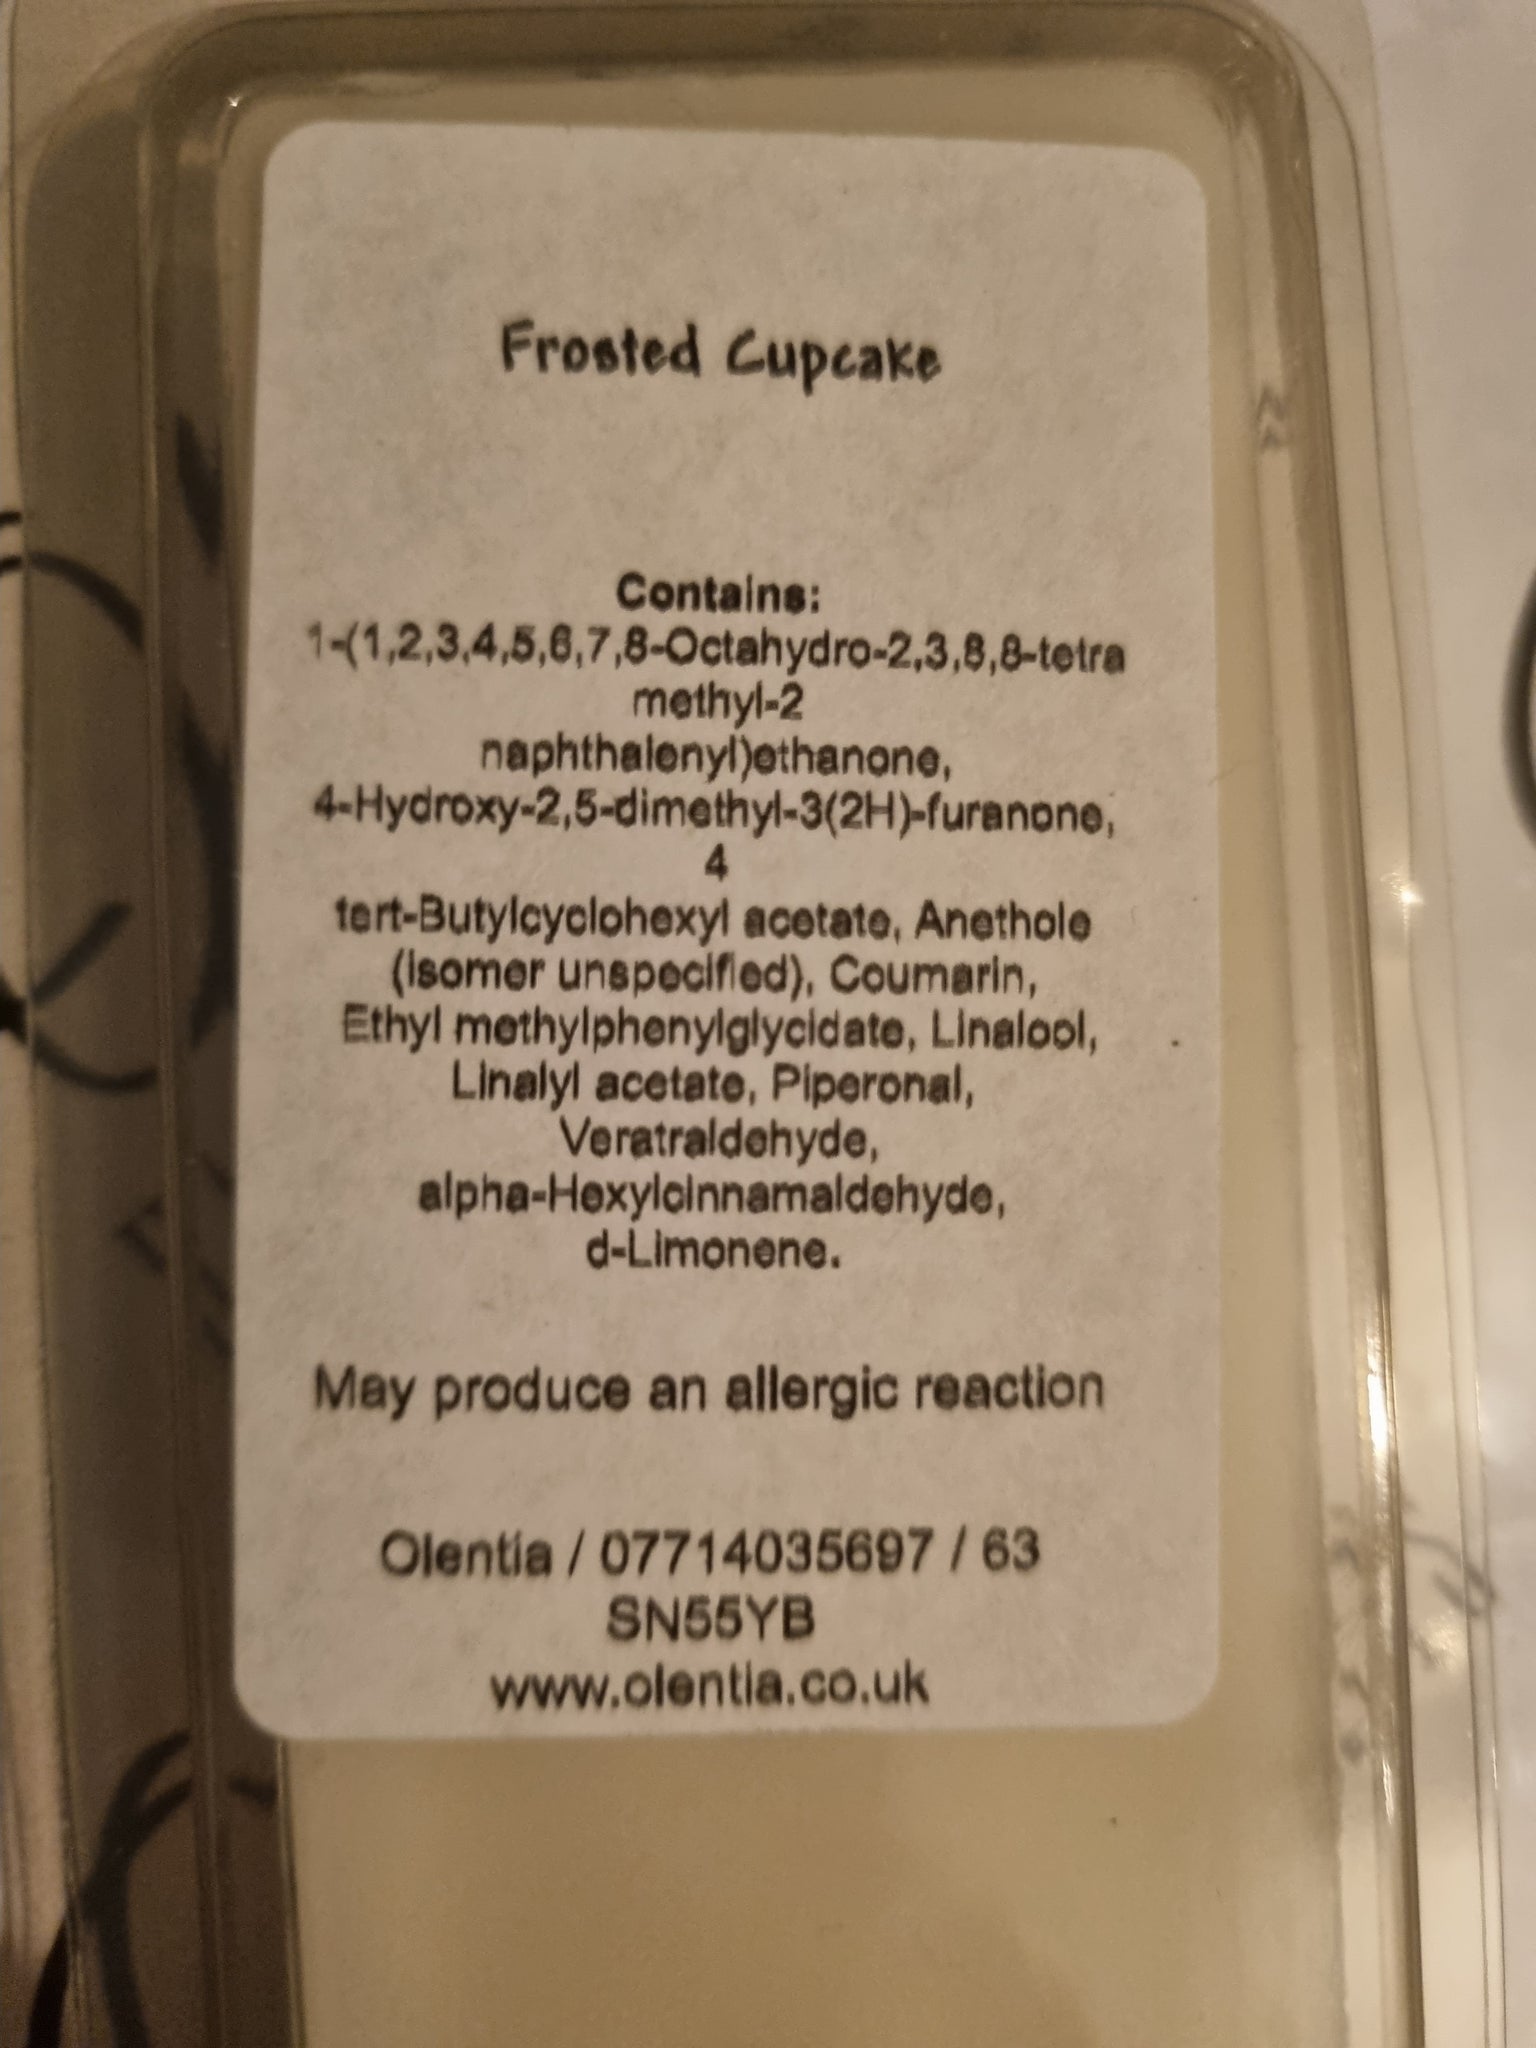 Frosted Cupcake
Contains:
1-(1,2,3,4,5,6,7,8-Octahydro-2,3,8,8-tetra
methyl-2
naphthalenyl)ethanone,
4-Hydroxy-2,5-dimethyl-3(2H)-furanone,
4
tert-Butylcyclohexyl acetate, Anethole
(isomer unspecified), Coumarin,
Ethyl methylphenylglycidate, Linalool,
Linalyl acetate, Piperonal,
Veratraldehyde,
alpha-Hexylcinnamaldehyde,
d-Limonene.
May produce an allergic reaction
Olentia / 07714035697 / 63
SN55YB
www.olentia.co.uk